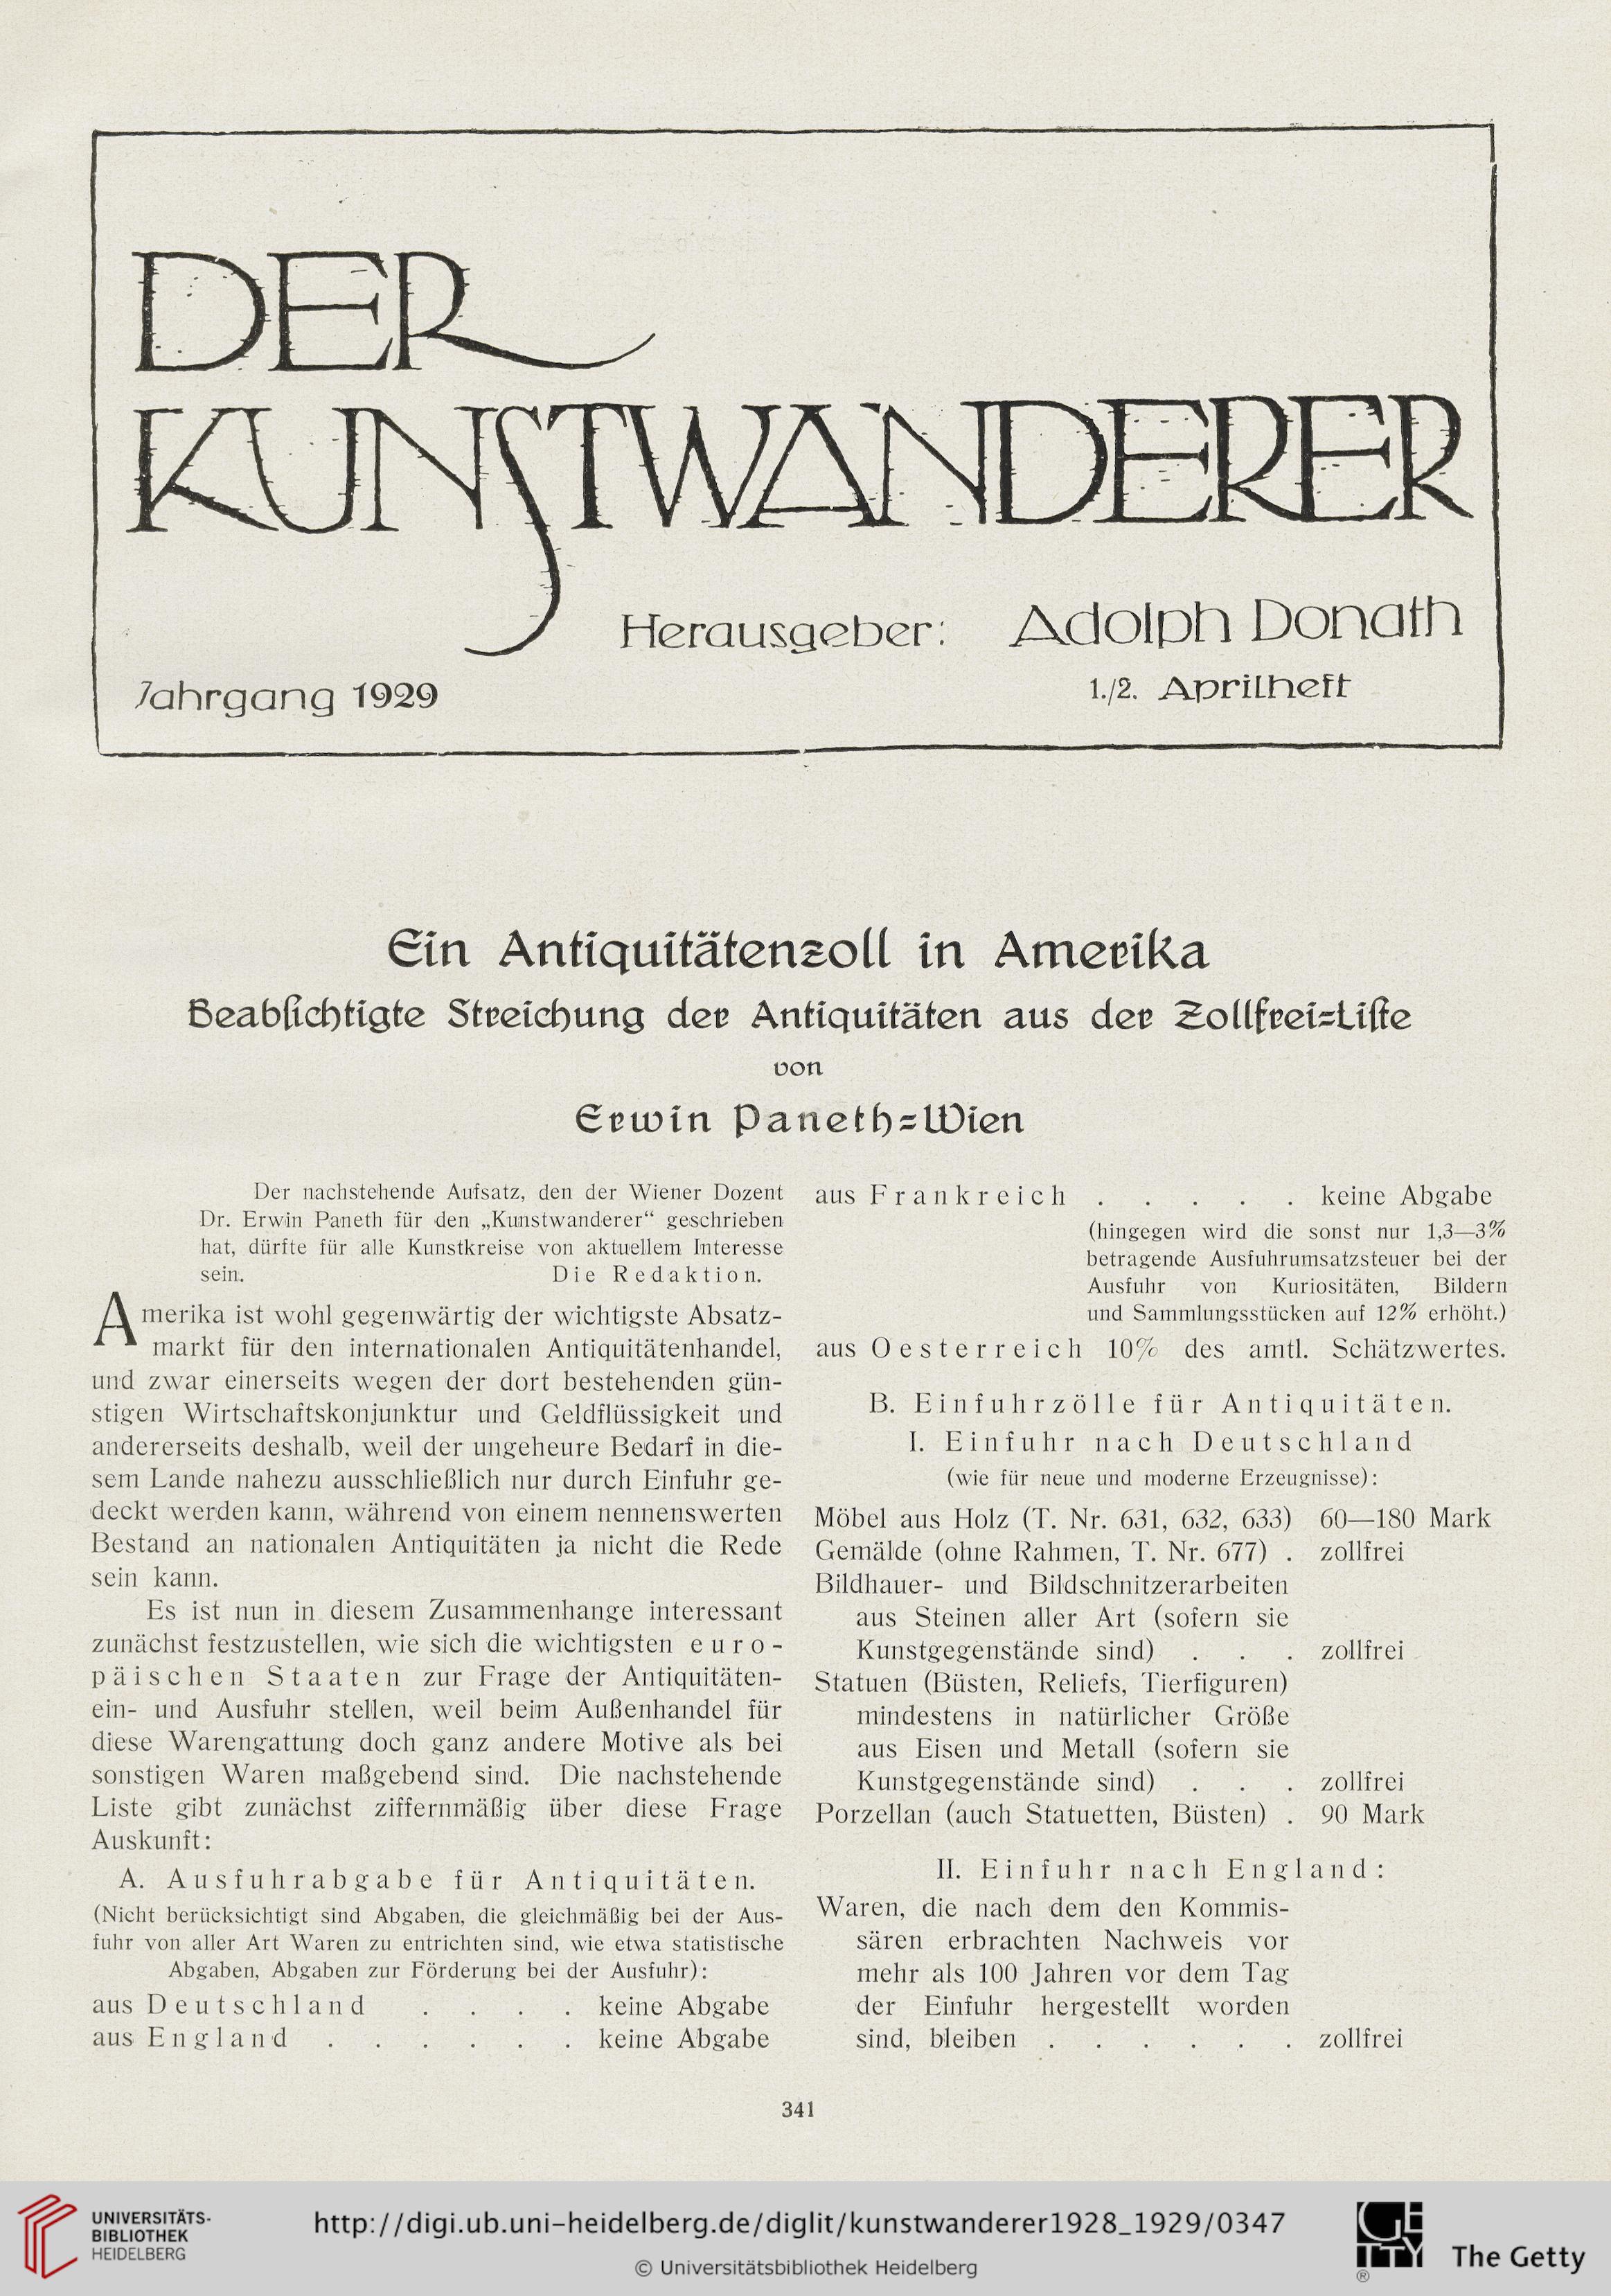 DER
KUNSTWANDERER
Herausgeber: Adolph Donath
Jahrgang 1929
1./2. Aprilheft
Ein Antiquitätenzoll in Amerika
Beabsichtigte Streichung der Antiquitäten aus der Zollfrei-Liste
von
Erwin Paneth-Wien
Der nachstehende Aufsatz, den der Wiener Dozent
Dr. Erwin Paneth für den „Kunstwanderer“ geschrieben
hat, dürfte für alle Kunstkreise von aktuellem Interesse
sein. Die Redaktion.
Amerika ist wohl gegenwärtig der wichtigste Absatz-
markt für den internationalen Antiquitätenhandel,
und zwar einerseits wegen der dort bestehenden gün-
stigen Wirtschaftskonjunktur und Geldflüssigkeit und
andererseits deshalb, weil der ungeheure Bedarf in die-
sem Lande nahezu ausschließlich nur durch Einfuhr ge-
deckt werden kann, während von einem nennenswerten
Bestand an nationalen Antiquitäten ja nicht die Rede
sein kann.
Es ist nun in diesem Zusammenhange interessant
zunächst festzustellen, wie sich die wichtigsten euro-
päischen Staaten zur Frage der Antiquitäten-
ein- und Ausfuhr stellen, weil beim Außenhandel für
diese Warengattung doch ganz andere Motive als bei
sonstigen Waren maßgebend sind. Die nachstehende
Liste gibt zunächst ziffernmäßig über diese Frage
Auskunft:
A. Ausfuhrabgabe für Antiquitäten.
(Nicht berücksichtigt sind Abgaben, die gleichmäßig bei der Aus-
fuhr von aller Art Waren zu entrichten sind, wie etwa statistische
Abgaben, Abgaben zur Förderung bei der Ausfuhr):
aus Deutschland . . . . keine Abgabe
aus England . . . . . . keine Abgabe
aus Frankreich . . . . . keine Abgabe
(hingegen wird die sonst nur 1,3—3%
betragende Ausfuhrumsatzsteuer bei der
Ausfuhr von Kuriositäten, Bildern
und Sammlungsstücken auf 12% erhöht.)
aus Oesterreich 10% des amtl. Schätzwertes.
B. Einfuhrzölle für Antiquitäten.
I. Einfuhr nach Deutschland
(wie für neue und moderne Erzeugnisse):
Möbel aus Holz (T. Nr. 631, 632, 633) 60—180 Mark
Gemälde (ohne Rahmen, T. Nr. 677) . zollfrei
Bildhauer- und Bildschnitzerarbeiten
aus Steinen aller Art (sofern sie
Kunstgegenstände sind) . . . zollfrei
Statuen (Büsten, Reliefs, Tierfiguren)
mindestens in natürlicher Größe
aus Eisen und Metall (sofern sie
Kunstgegenstände sind) . . . zollfrei
Porzellan (auch Statuetten, Büsten) . 90 Mark
II. Einfuhr nach England:
Waren, die nach dem den Kommis-
sären erbrachten Nachweis vor
mehr als 100 Jahren vor dem Tag
der Einfuhr hergestellt worden
sind, bleiben . . . . . . zollfrei
341
UNIVERSITÄTS-
BIBLIOTHEK
HEIDELBERG
http://digi.ub.uni-heidelberg.de/diglit/kunstwanderer1928_1929/0347
© Universitätsbibliothek Heidelberg
GETTY
®
The Getty